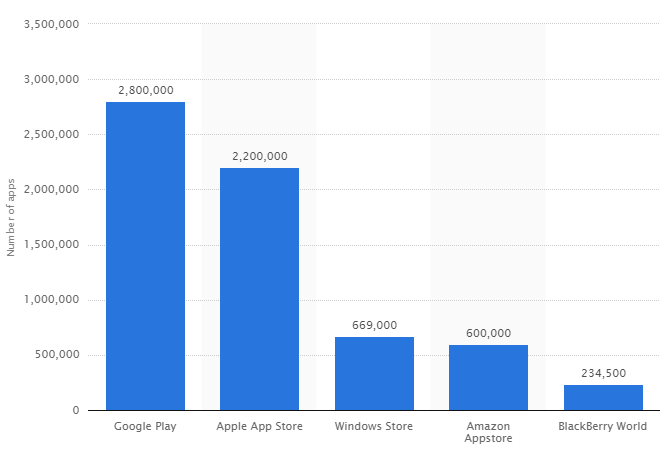 Number of apps
3,500,000
3,000,000
2,500,000
2,000,000
1,500,000
1,000,000
500,000
0
2,800,000
2,200,000
669,000
600,000
234,500
Google Play
Apple App Store
Windows Store
Amazon
Appstore
BlackBerry World